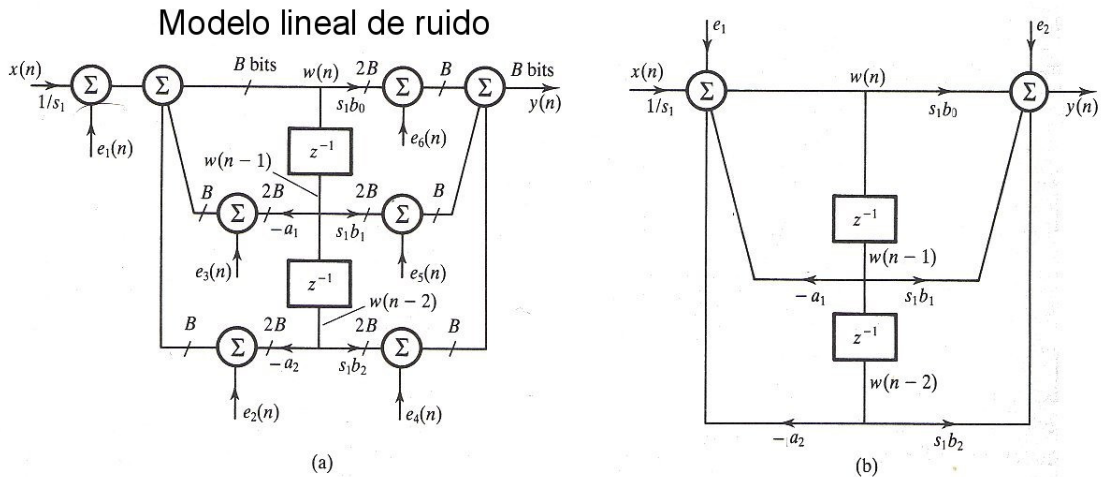 Modelo lineal de ruido
x(n)
1/s₁
Σ
e₁(n)
Σ
B bits
w(n)
2B
s₁b₀
Σ
e₆(n)
B
Σ
B bits
y(n)
z⁻¹
w(n − 1)
B
Σ
2B
−a₁
e₃(n)
2B
s₁b₁
Σ
e₅(n)
B
z⁻¹
w(n − 2)
B
Σ
2B
−a₂
e₂(n)
2B
s₁b₂
Σ
e₄(n)
B
(a)
e₁
x(n)
1/s₁
Σ
w(n)
s₁b₀
e₂
Σ
y(n)
z⁻¹
w(n − 1)
−a₁
s₁b₁
z⁻¹
w(n − 2)
−a₂
s₁b₂
(b)